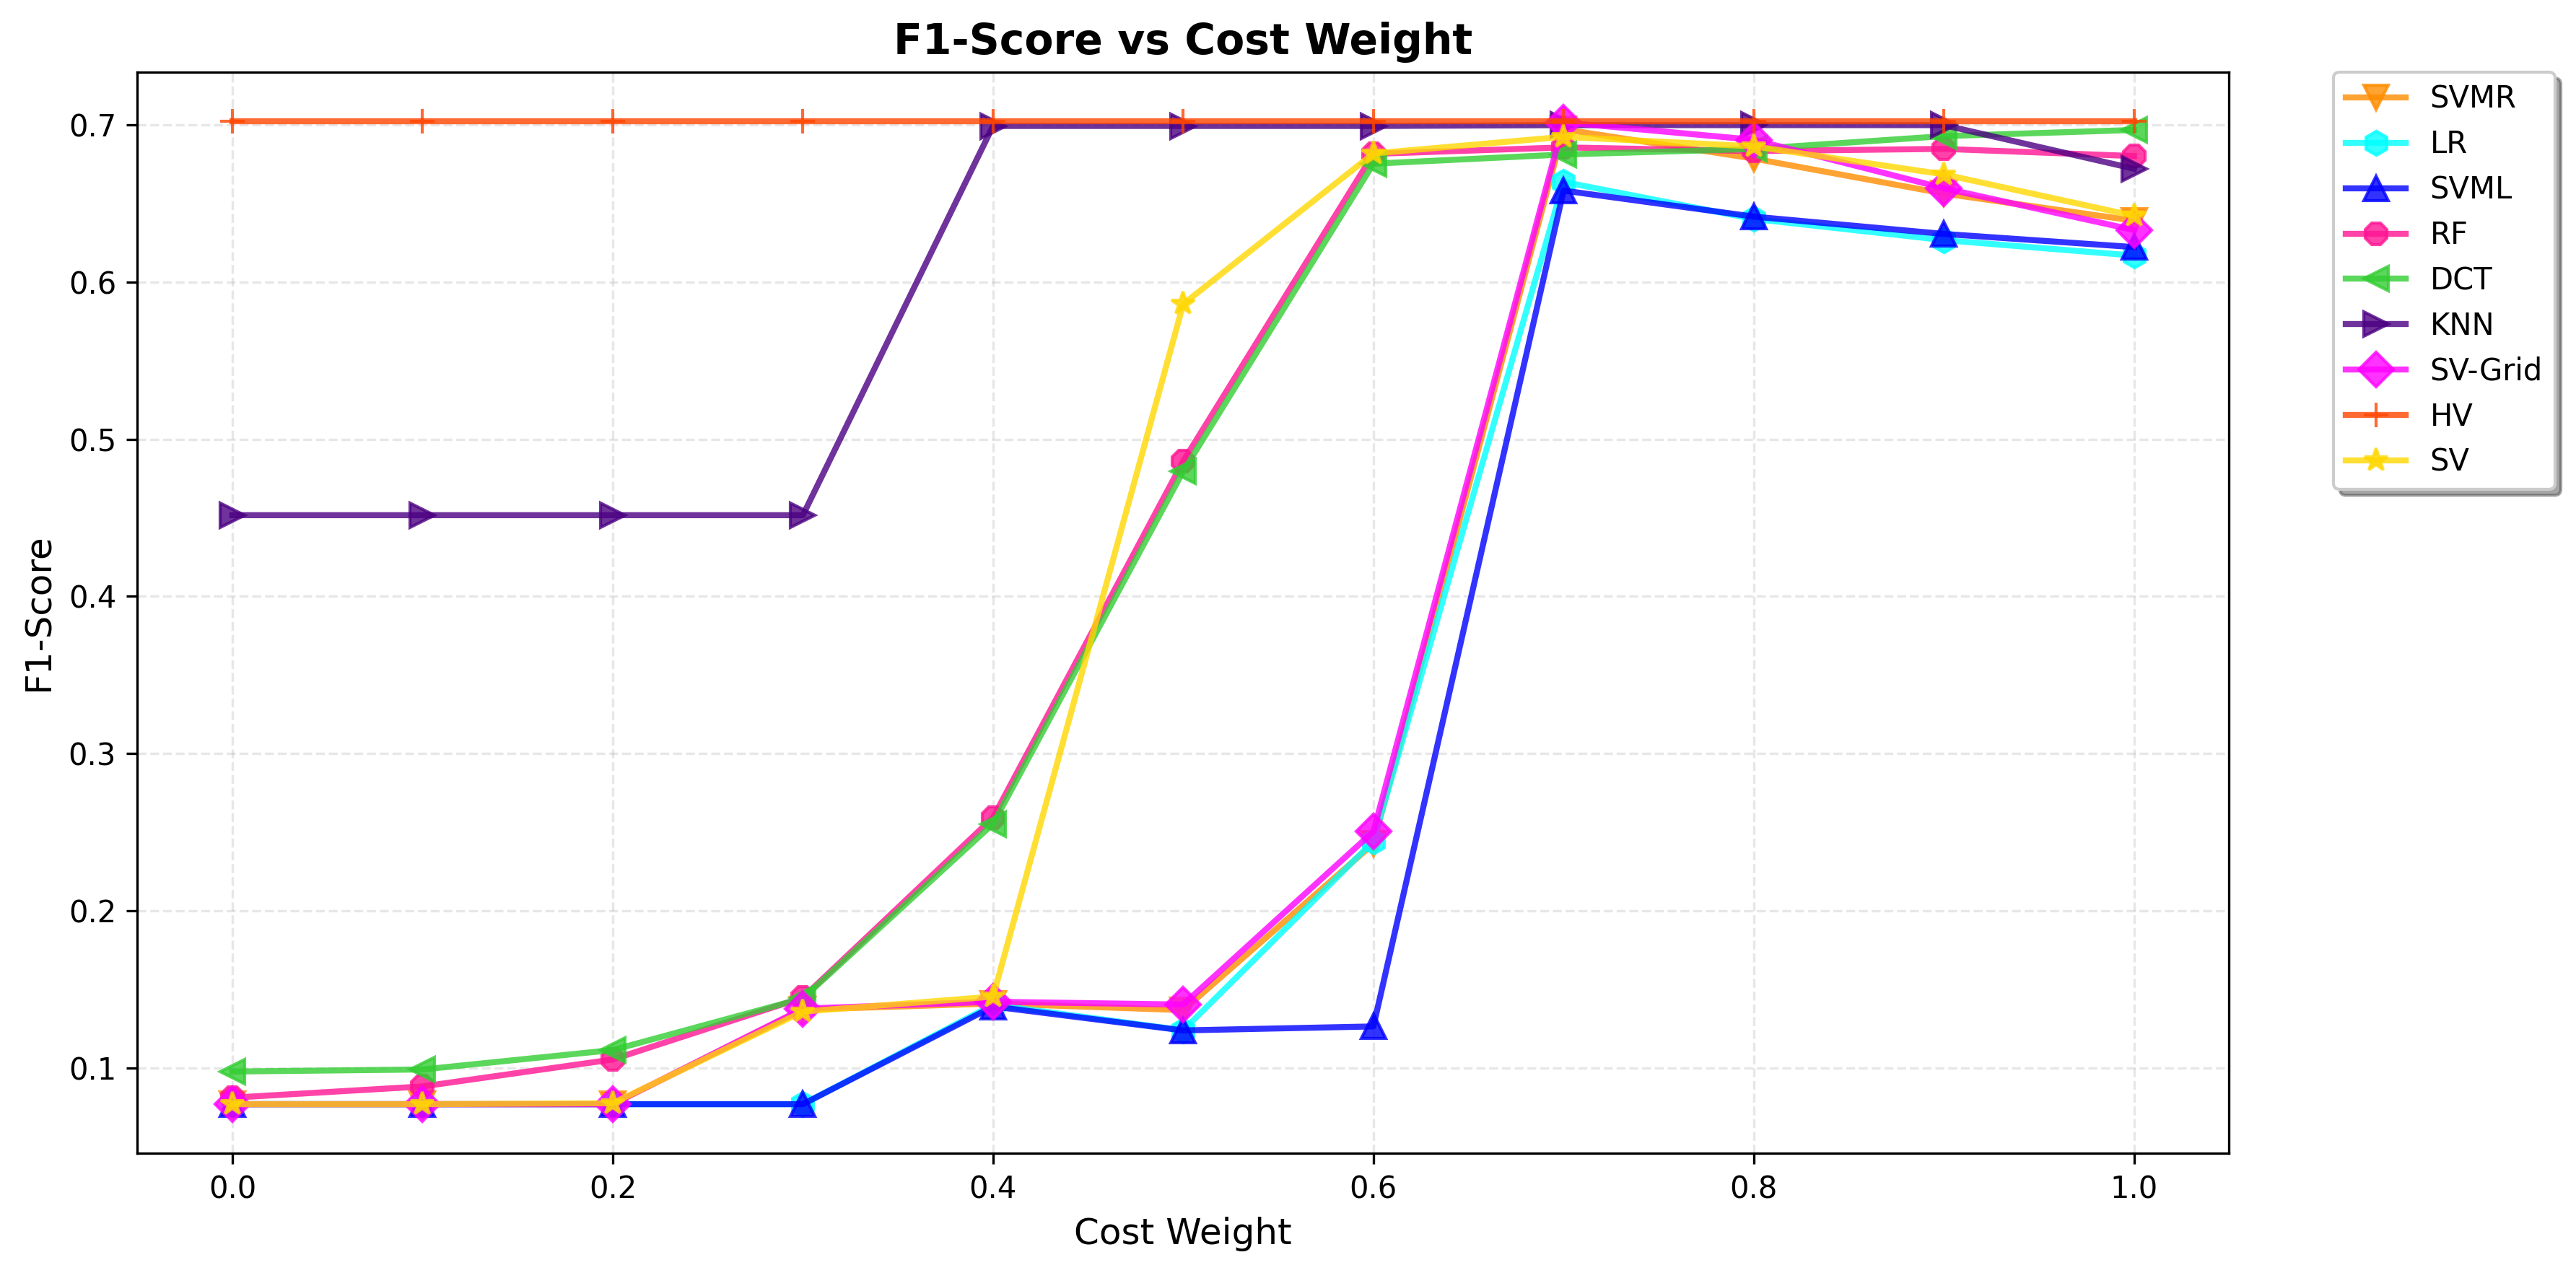 F1-Score vs Cost Weight
F1-Score
0.7
0.6
0.5
0.4
0.3
0.2
0.1
0.0
0.2
0.4
0.6
0.8
1.0
Cost Weight
SVMR
LR
SVML
RF
DCT
KNN
SV-Grid
HV
SV